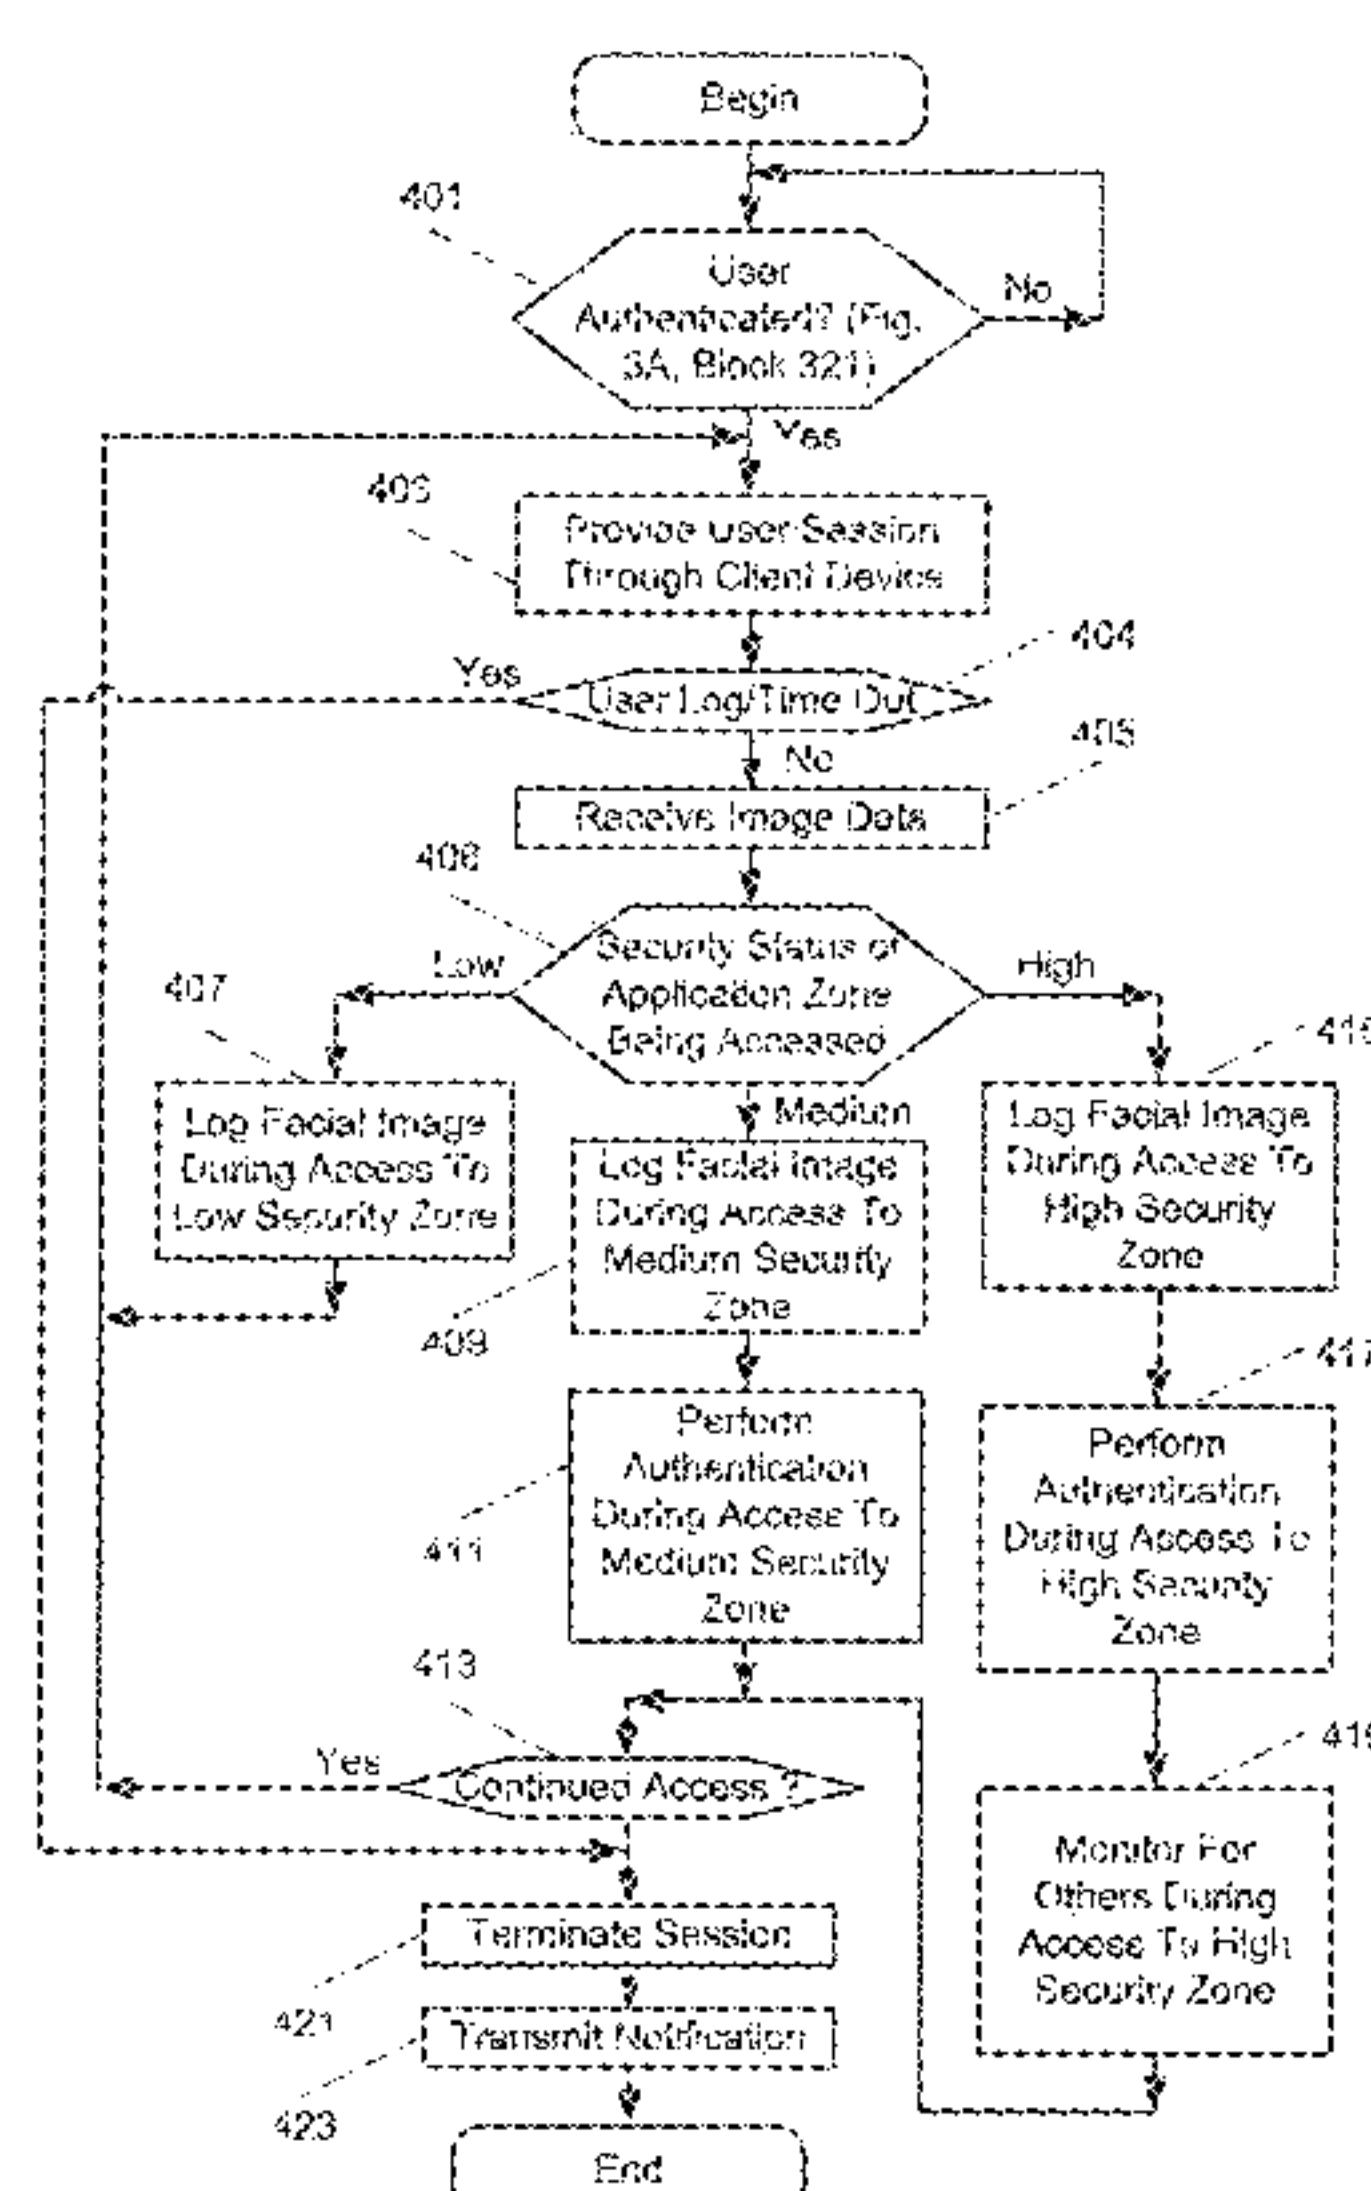 Begin
401
User
Authenticated? (Fig.
3A, Block 321)
No
Yes
403
Provide User Session
Through Client Device
404
Yes
User Log/Time Out
No
405
Receive Image Data
406
Security Status of
Application Zone
Being Accessed
Low
High
Medium
407
Log Facial Image
During Access To
Low Security Zone
Log Facial Image
During Access To
Medium Security
Zone
409
Log Facial Image
During Access To
High Security
Zone
417
Perform
Authentication
During Access To
Medium Security
Zone
411
Perform
Authentication
During Access To
High Security
Zone
413
Yes
Continued Access ?
Monitor For
Others During
Access To High
Security Zone
Terminate Session
421
Transmit Notification
423
End